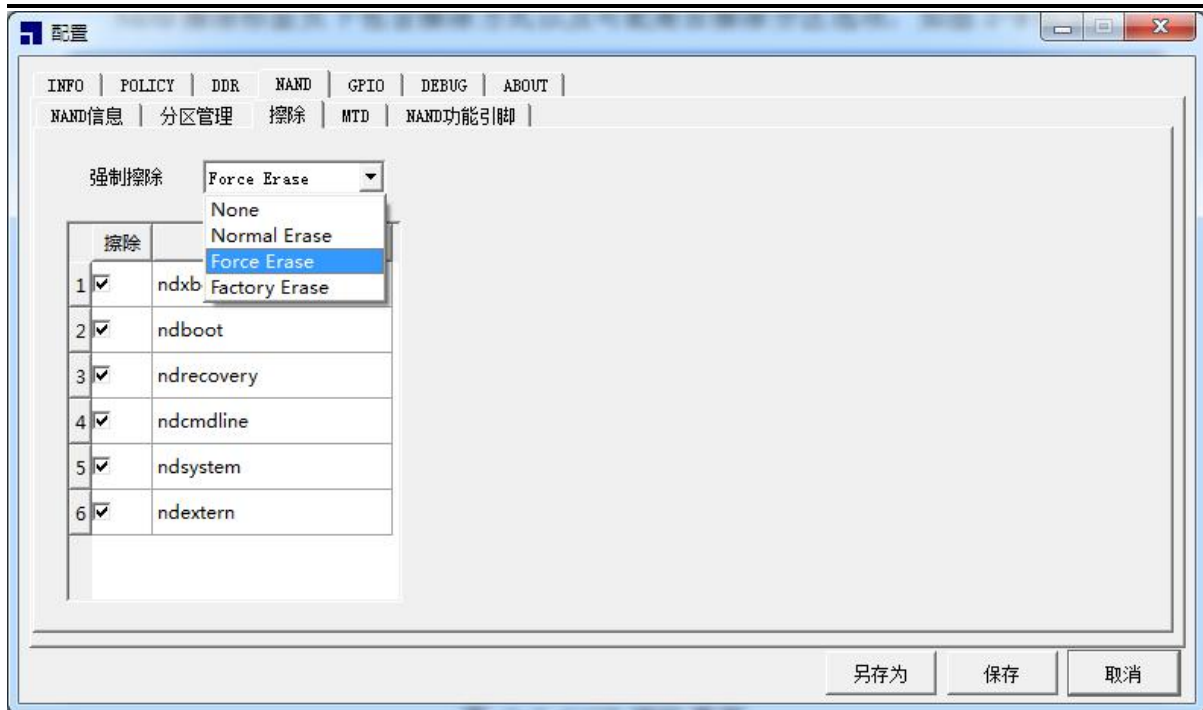 配置
INFO POLICY DDR NAND GPIO DEBUG ABOUT
NAND信息 分区管理 擦除 MTD NAND功能引脚
强制擦除 Force Erase
None
Normal Erase
Force Erase
Factory Erase
擦除
1 ndxb
2 ndboot
3 ndrecovery
4 ndcmdline
5 ndsystem
6 ndextern
另存为 保存 取消